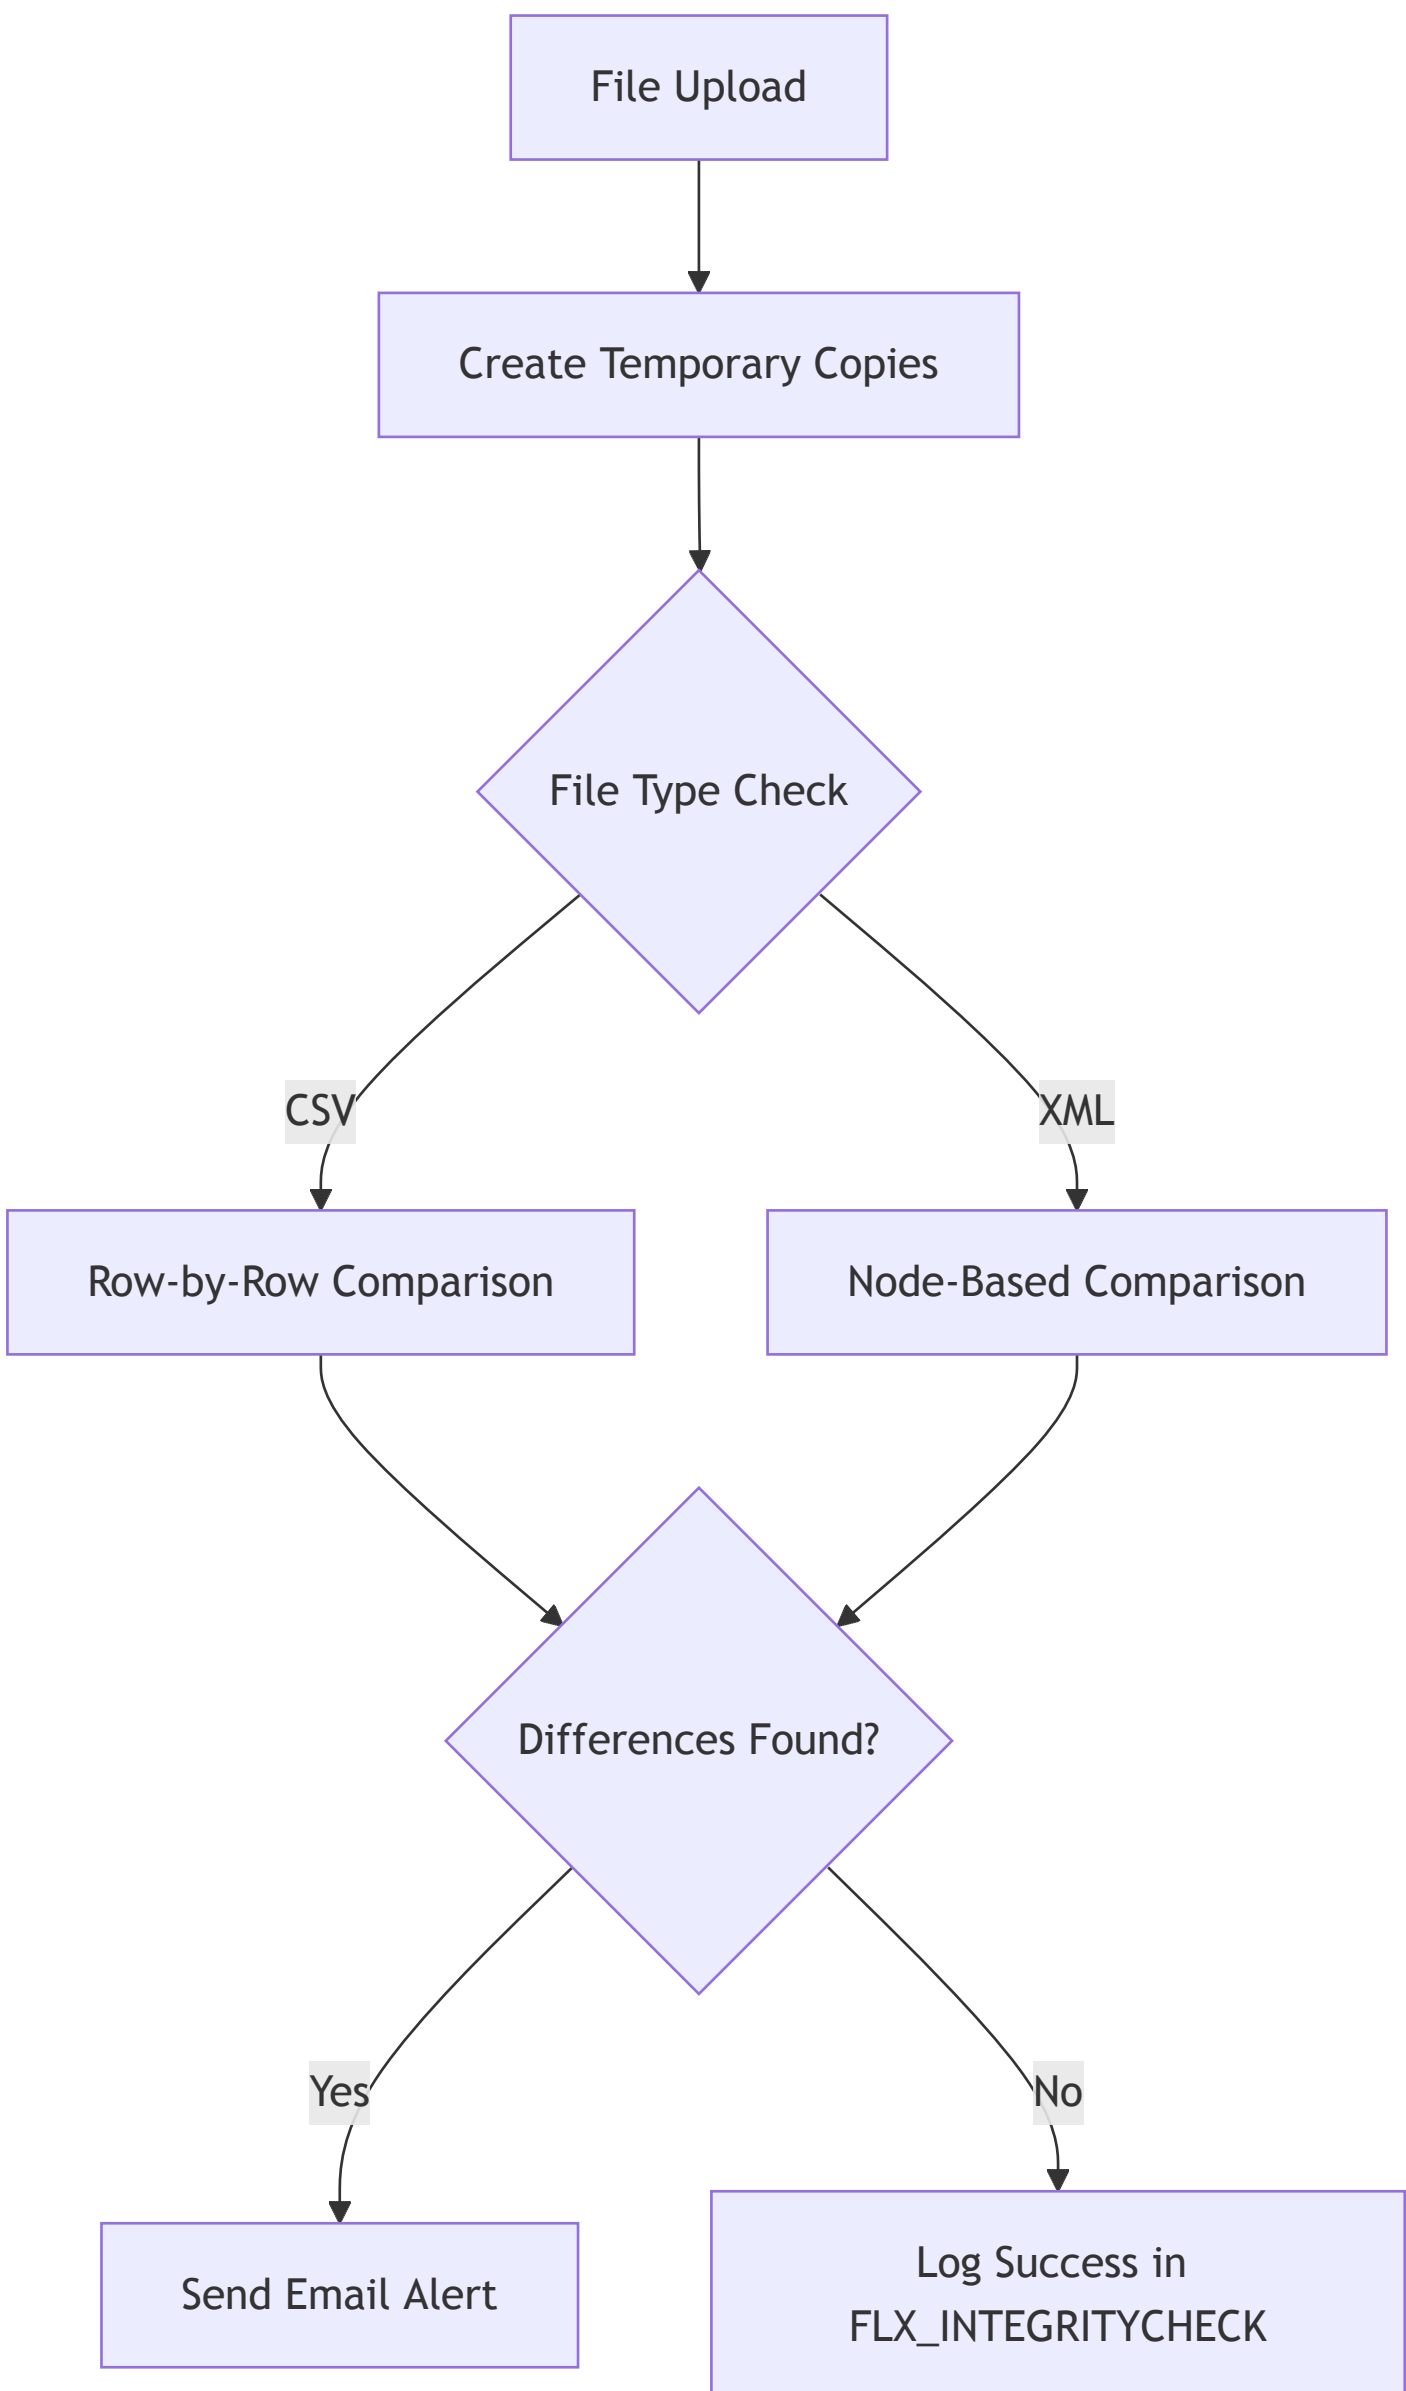 File Upload
Create Temporary Copies
File Type Check
CSV
XML
Row-by-Row Comparison
Node-Based Comparison
Differences Found?
Yes
No
Send Email Alert
Log Success in
FLX_INTEGRITYCHECK